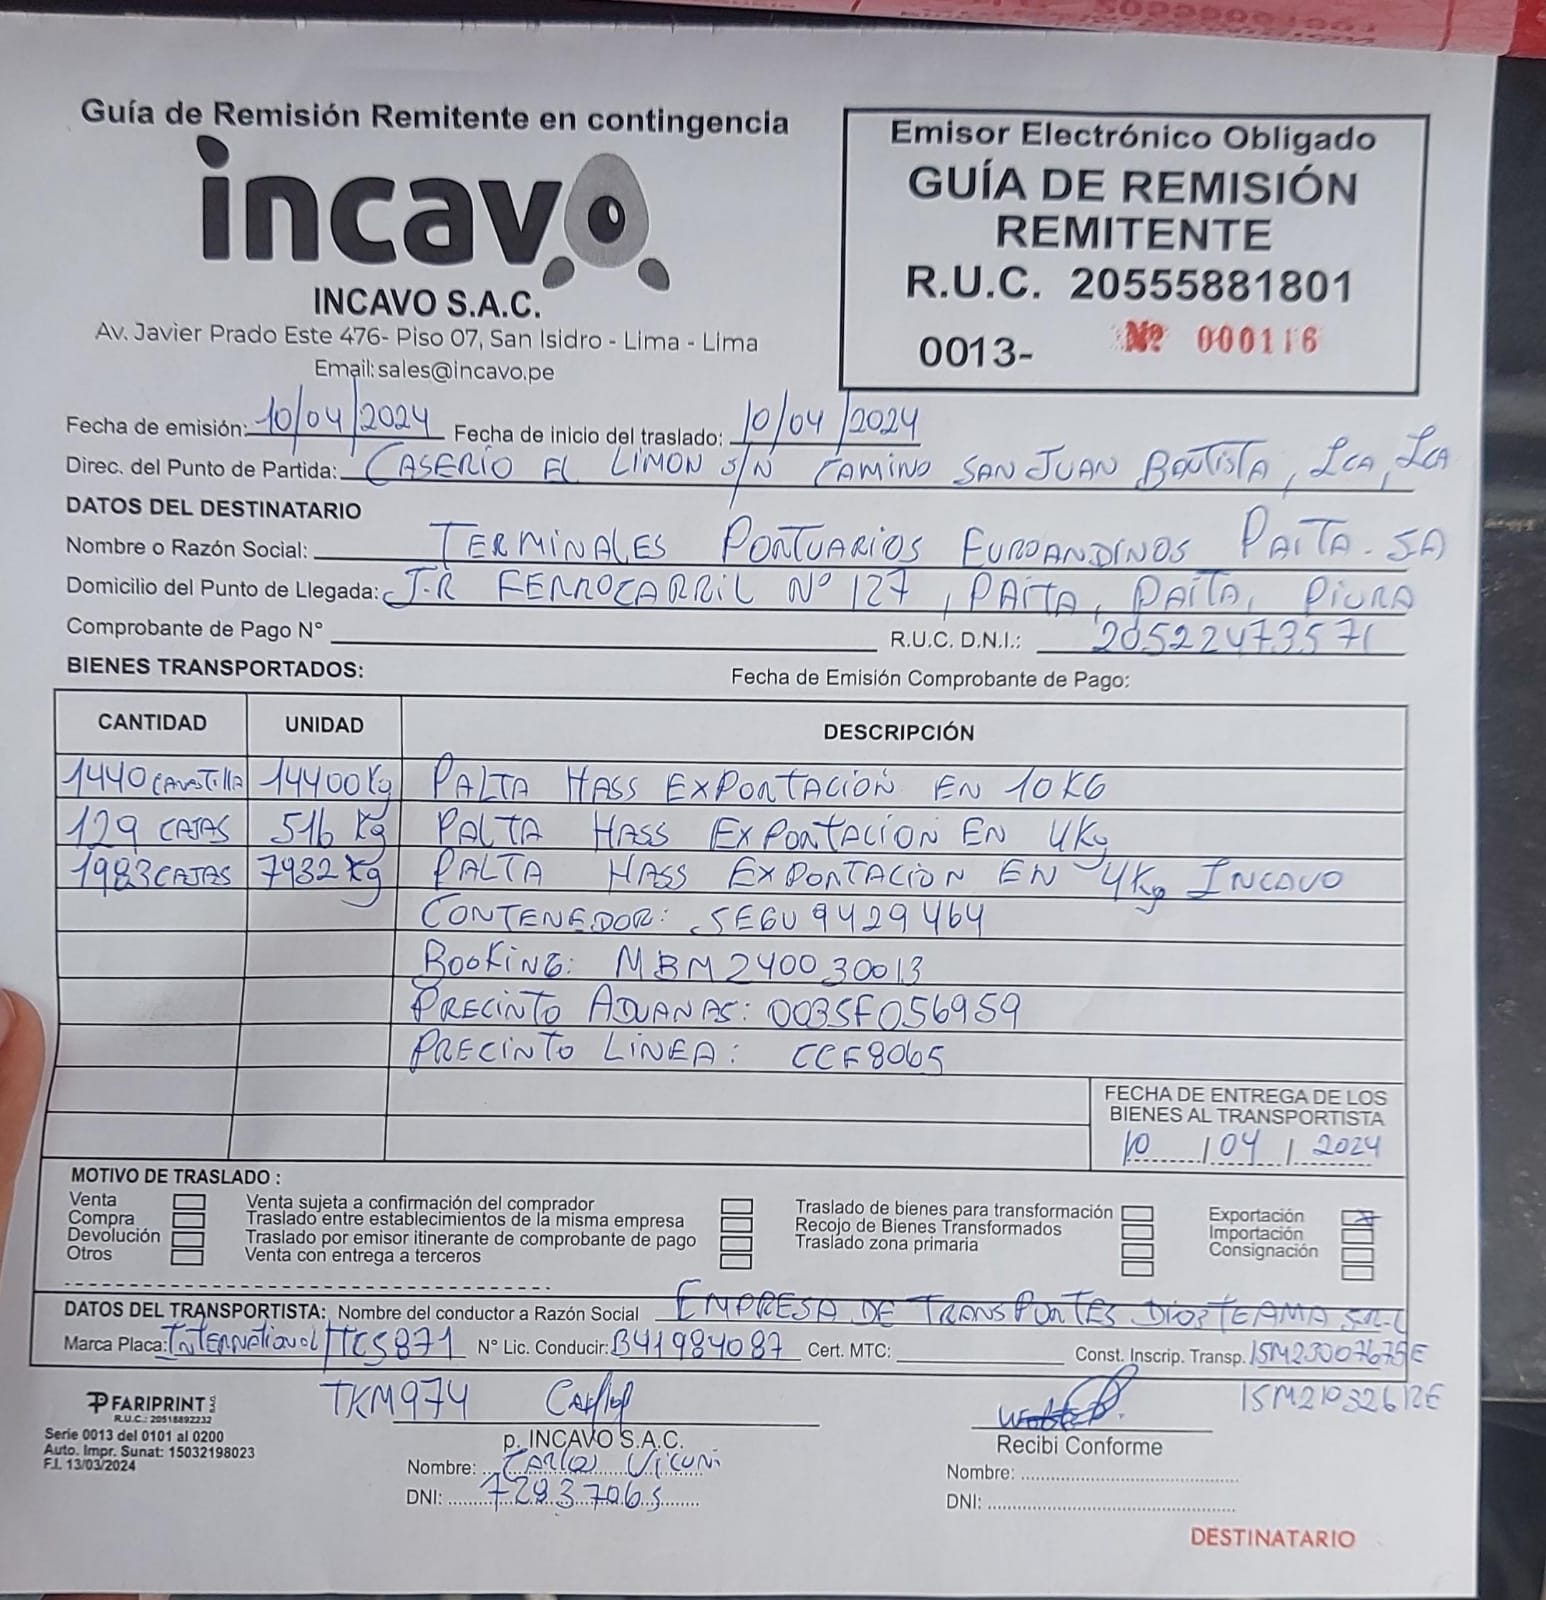 Guía de Remisión Remitente en contingencia
incavo
INCAVO S.A.C.
Av. Javier Prado Este 476- Piso 07, San Isidro - Lima - Lima
Email: sales@incavo.pe
Emisor Electrónico Obligado
GUÍA DE REMISIÓN
REMITENTE
R.U.C. 20555881801
0013- Nº 000116
Fecha de emisión: 10/04/2024 Fecha de inicio del traslado: 10/04/2024
Direc. del Punto de Partida: CASERIO EL LIMON S/N CAMINO SAN JUAN BAUTISTA, ICA, ICA
DATOS DEL DESTINATARIO
Nombre o Razón Social: TERMINALES PORTUARIOS EUROANDINOS PAITA. SA
Domicilio del Punto de Llegada: J.R FERROCARRIL Nº 127, PAITA, PAITA, PIURA
Comprobante de Pago N° R.U.C. D.N.I.: 20522473571
BIENES TRANSPORTADOS: Fecha de Emisión Comprobante de Pago:
CANTIDAD UNIDAD DESCRIPCIÓN
1440 14400 Kg PALTA HASS EXPORTACIÓN EN 10 KG
129 CAJAS 516 Kg PALTA HASS EXPORTACION EN 4Kg
1983 CAJAS 7932 Kg PALTA HASS EXPORTACION EN 4Kg INCAVO
CONTENEDOR: SEGU 9429464
BOOKING: MBM240030013
PRECINTO ADUANAS: 003SF056959
PRECINTO LINEA: CCF8065
FECHA DE ENTREGA DE LOS
BIENES AL TRANSPORTISTA
10 / 04 / 2024
MOTIVO DE TRASLADO :
Venta
Compra
Devolución
Otros
Venta sujeta a confirmación del comprador
Traslado entre establecimientos de la misma empresa
Traslado por emisor itinerante de comprobante de pago
Venta con entrega a terceros
Traslado de bienes para transformación
Recojo de Bienes Transformados
Traslado zona primaria
Exportación X
Importación
Consignación
DATOS DEL TRANSPORTISTA: Nombre del conductor a Razón Social EMPRESA DE TRANSPORTES
Marca Placa: International / TCS871 N° Lic. Conducir: B41984087 Cert. MTC: Const. Inscrip. Transp. 15M23007675E
TKM974 15M21032612E
FARIPRINT
R.U.C.: 20518892232
Serie 0013 del 0101 al 0200
Auto. Impr. Sunat: 15032198023
F.I. 13/03/2024
p. INCAVO S.A.C.
Nombre: Carlos
DNI: 72937065
Recibi Conforme
Nombre:
DNI:
DESTINATARIO